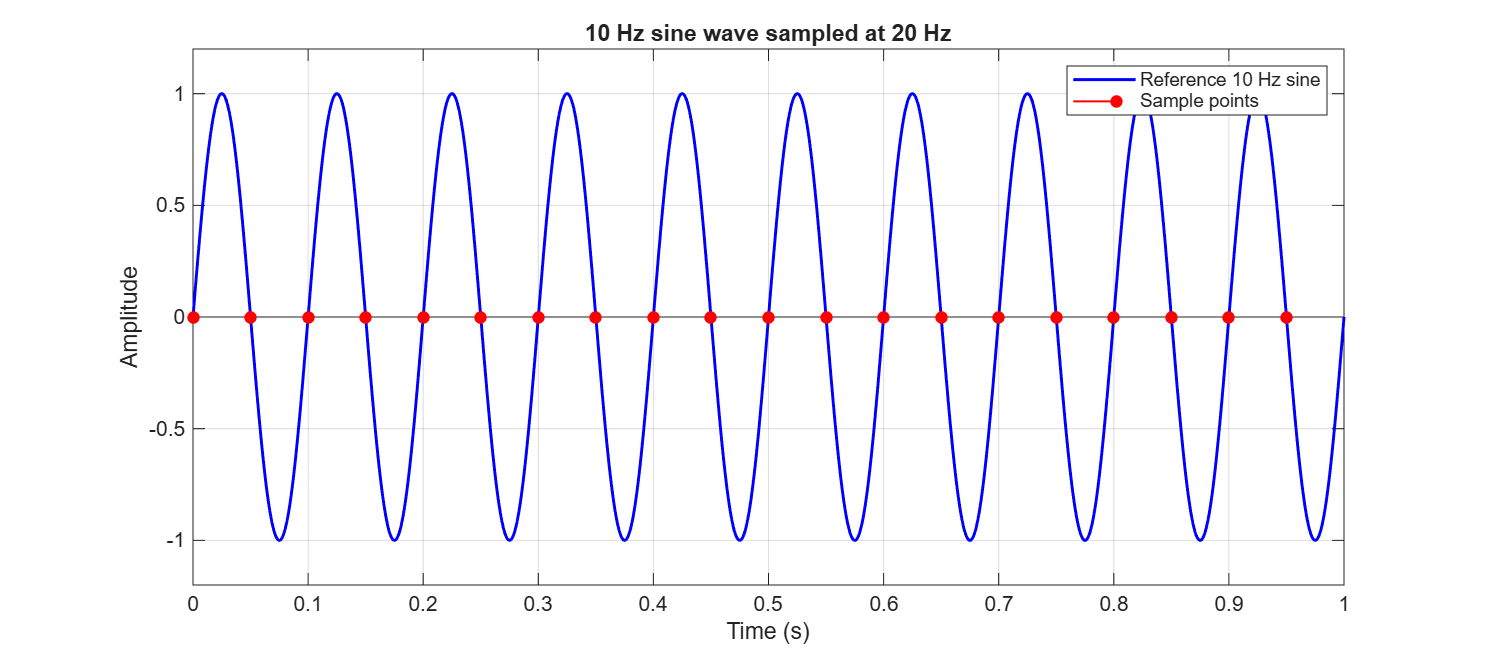 10 Hz sine wave sampled at 20 Hz
Reference 10 Hz sine
Sample points
1
0.5
0
-0.5
-1
Amplitude
0 0.1 0.2 0.3 0.4 0.5 0.6 0.7 0.8 0.9 1
Time (s)